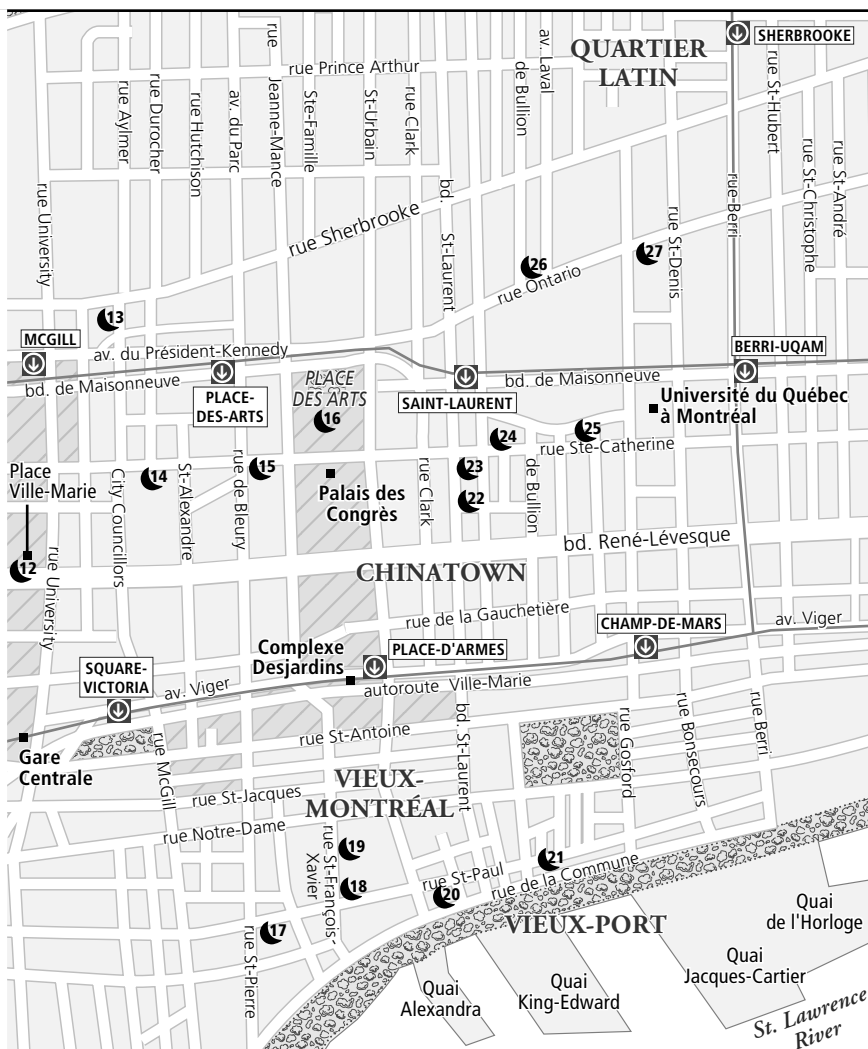 QUARTIER
LATIN
SHERBROOKE
rue Prince Arthur
rue Aylmer
rue Durocher
rue Hutchison
av. du Parc
rue
Jeanne-Mance
Ste-Famille
St-Urbain
rue Clark
de Bullion
av. Laval
rue St-Hubert
rue St-Christophe
rue St-André
rue University
rue Sherbrooke
bd.
St-Laurent
rue St-Denis
rue-Berri
26
27
rue Ontario
13
MCGILL
av. du Président-Kennedy
bd. de Maisonneuve
PLACE-
DES-ARTS
PLACE
DES ARTS
16
SAINT-LAURENT
bd. de Maisonneuve
BERRI-UQAM
Université du Québec
à Montréal
24
25
rue Ste-Catherine
Place
Ville-Marie
14
15
23
22
City Councillors
St-Alexandre
rue de Bleury
Palais des
Congrès
rue Clark
de Bullion
12
rue University
bd. René-Lévesque
CHINATOWN
rue de la Gauchetière
CHAMP-DE-MARS
av. Viger
Complexe
Desjardins
PLACE-D'ARMES
SQUARE-
VICTORIA
av. Viger
autoroute Ville-Marie
Gare
Centrale
rue McGill
rue St-Antoine
bd. St-Laurent
rue Gosford
rue Bonsecours
rue Berri
VIEUX-
MONTRÉAL
rue St-Jacques
rue Notre-Dame
rue St-François-
Xavier
19
18
rue St-Paul
21
rue de la Commune
20
17
rue St-Pierre
VIEUX-PORT
Quai
Alexandra
Quai
King-Edward
Quai
Jacques-Cartier
Quai
de l'Horloge
St. Lawrence
River